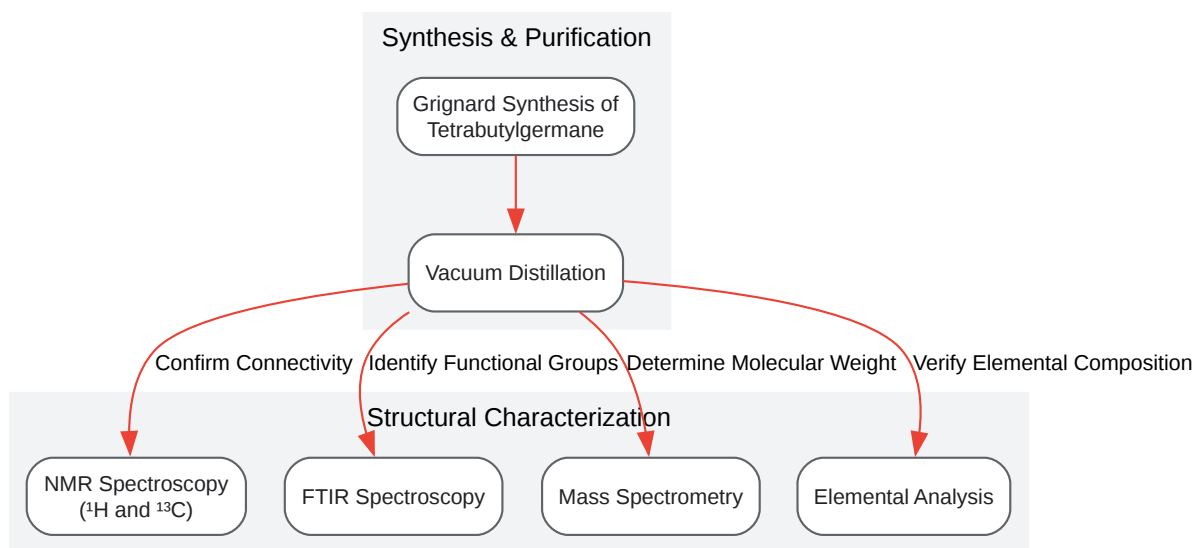 Synthesis & Purification
Grignard Synthesis of
Tetrabutylgermane
Vacuum Distillation
Confirm Connectivity
Identify Functional Groups
Determine Molecular Weight
Verify Elemental Composition
Structural Characterization
NMR Spectroscopy
(¹H and ¹³C)
FTIR Spectroscopy
Mass Spectrometry
Elemental Analysis